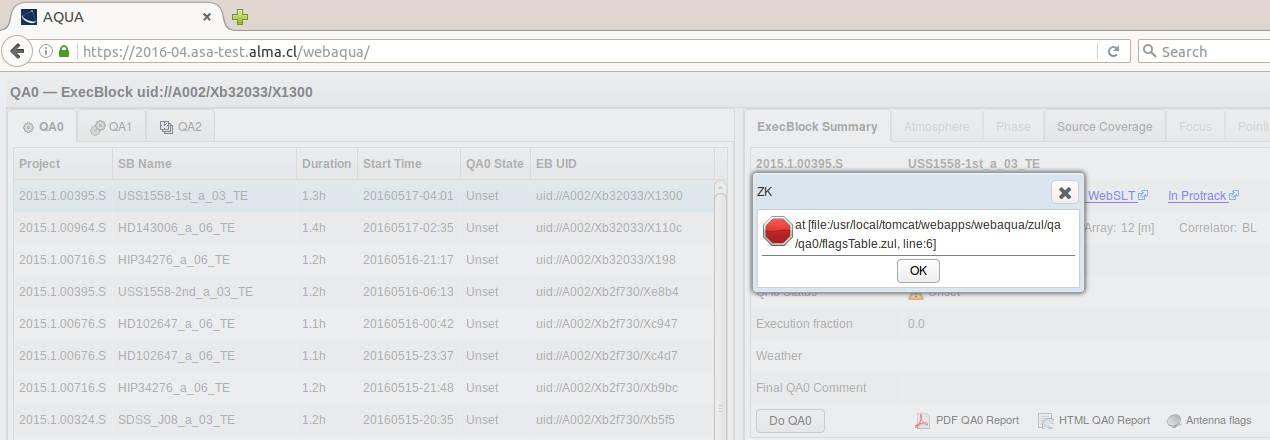 AQUA
https://2016-04.asa-test.alma.cl/webaqua/
Search
QA0 — ExecBlock uid://A002/Xb32033/X1300
QA0 QA1 QA2
Project SB Name Duration Start Time QA0 State EB UID
2015.1.00395.S USS1558-1st_a_03_TE 1.3h 20160517-04:01 Unset uid://A002/Xb32033/X1300
2015.1.00964.S HD143006_a_06_TE 1.4h 20160517-02:35 Unset uid://A002/Xb32033/X110c
2015.1.00716.S HIP34276_a_06_TE 1.2h 20160516-21:17 Unset uid://A002/Xb32033/X198
2015.1.00395.S USS1558-2nd_a_03_TE 1.2h 20160516-06:13 Unset uid://A002/Xb2f730/Xe8b4
2015.1.00676.S HD102647_a_06_TE 1.1h 20160516-00:42 Unset uid://A002/Xb2f730/Xc947
2015.1.00676.S HD102647_a_06_TE 1.1h 20160515-23:37 Unset uid://A002/Xb2f730/Xc4d7
2015.1.00716.S HIP34276_a_06_TE 1.2h 20160515-21:48 Unset uid://A002/Xb2f730/Xb9bc
2015.1.00324.S SDSS_J08_a_03_TE 1.2h 20160515-20:35 Unset uid://A002/Xb2f730/Xb5f5
ExecBlock Summary Atmosphere Phase Source Coverage Focus Pointi
2015.1.00395.S USS1558-1st_a_03_TE
WebSLT In Protrack
Array: 12 [m] Correlator: BL
ZK
at [file:/usr/local/tomcat/webapps/webaqua/zul/qa
/qa0/flagsTable.zul, line:6]
OK
QA0 Status Unset
Execution fraction 0.0
Weather
Final QA0 Comment
Do QA0 PDF QA0 Report HTML QA0 Report Antenna flags